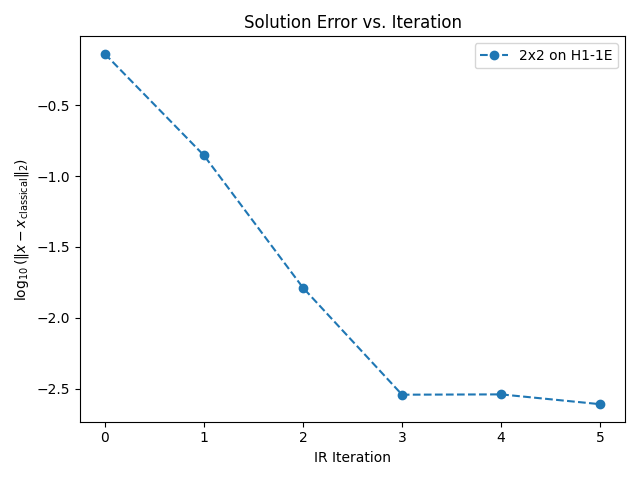 Solution Error vs. Iteration
2x2 on H1-1E
log₁₀(‖x − x_classical‖₂)
−0.5
−1.0
−1.5
−2.0
−2.5
0 1 2 3 4 5
IR Iteration